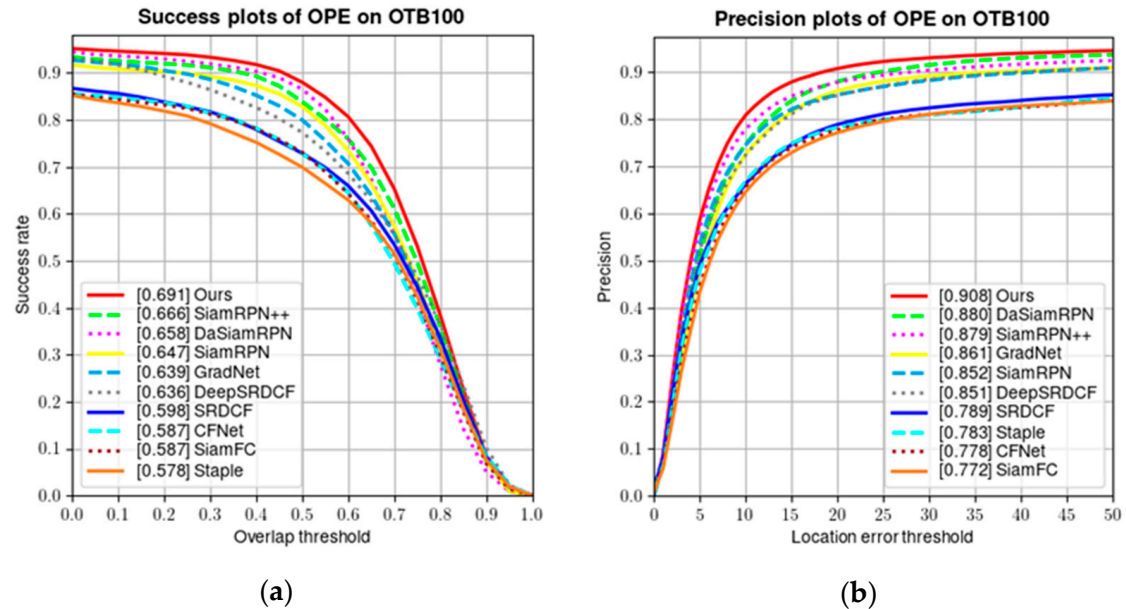 Success plots of OPE on OTB100
Success rate
0.9
0.8
0.7
0.6
0.5
0.4
0.3
0.2
0.1
0.0
[0.691] Ours
[0.666] SiamRPN++
[0.658] DaSiamRPN
[0.647] SiamRPN
[0.639] GradNet
[0.636] DeepSRDCF
[0.598] SRDCF
[0.587] CFNet
[0.587] SiamFC
[0.578] Staple
0.0 0.1 0.2 0.3 0.4 0.5 0.6 0.7 0.8 0.9 1.0
Overlap threshold
(a)
Precision plots of OPE on OTB100
Precision
0.9
0.8
0.7
0.6
0.5
0.4
0.3
0.2
0.1
0.0
[0.908] Ours
[0.880] DaSiamRPN
[0.879] SiamRPN++
[0.861] GradNet
[0.852] SiamRPN
[0.851] DeepSRDCF
[0.789] SRDCF
[0.783] Staple
[0.778] CFNet
[0.772] SiamFC
0 5 10 15 20 25 30 35 40 45 50
Location error threshold
(b)